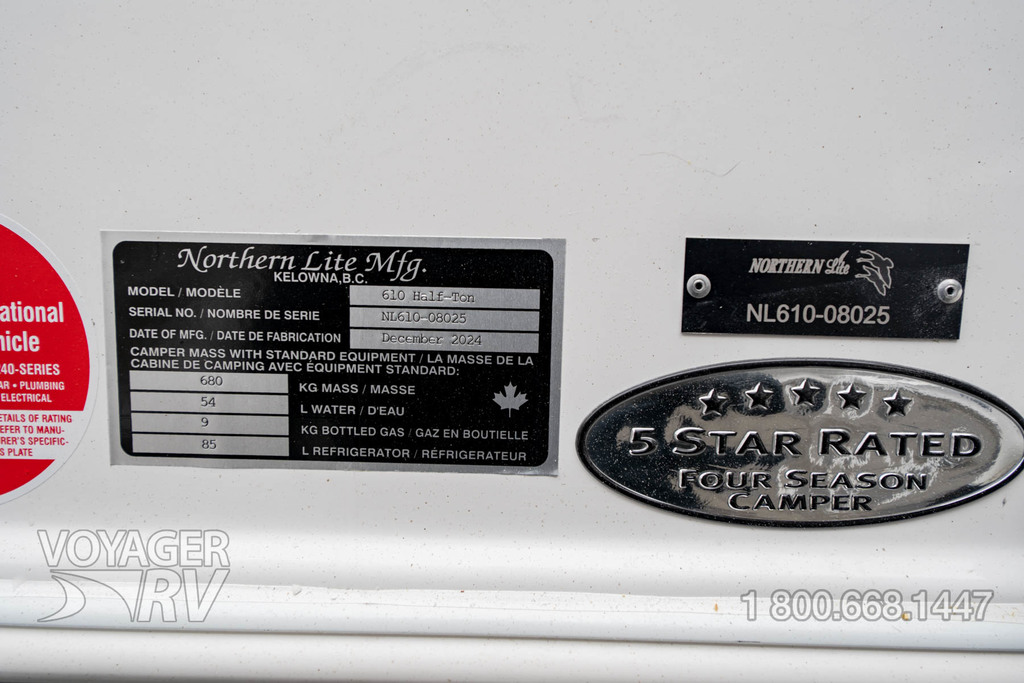 ational
hicle
240-SERIES
AR • PLUMBING
ELECTRICAL
ETAILS OF RATING
EFER TO MANU-
RER'S SPECIFIC-
S PLATE
Northern Lite Mfg.
KELOWNA, B.C.
MODEL / MODÈLE 610 Half-Ton
SERIAL NO. / NOMBRE DE SERIE NL610-08025
DATE OF MFG. / DATE DE FABRICATION December 2024
CAMPER MASS WITH STANDARD EQUIPMENT / LA MASSE DE LA
CABINE DE CAMPING AVEC ÉQUIPMENT STANDARD:
680 KG MASS / MASSE
54 L WATER / D'EAU
9 KG BOTTLED GAS / GAZ EN BOUTIELLE
85 L REFRIGERATOR / RÉFRIGERATEUR
NORTHERN Lite
NL610-08025
5 STAR RATED
FOUR SEASON
CAMPER
VOYAGER
RV
1 800.668.1447